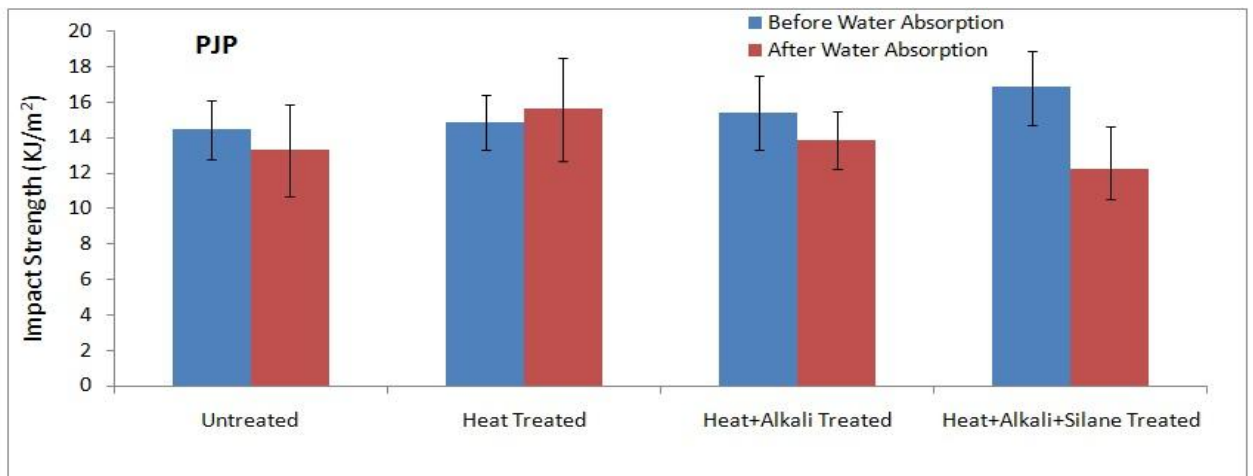 PJP
Before Water Absorption
After Water Absorption
Impact Strength (KJ/m²)
20
18
16
14
12
10
8
6
4
2
0
Untreated
Heat Treated
Heat+Alkali Treated
Heat+Alkali+Silane Treated